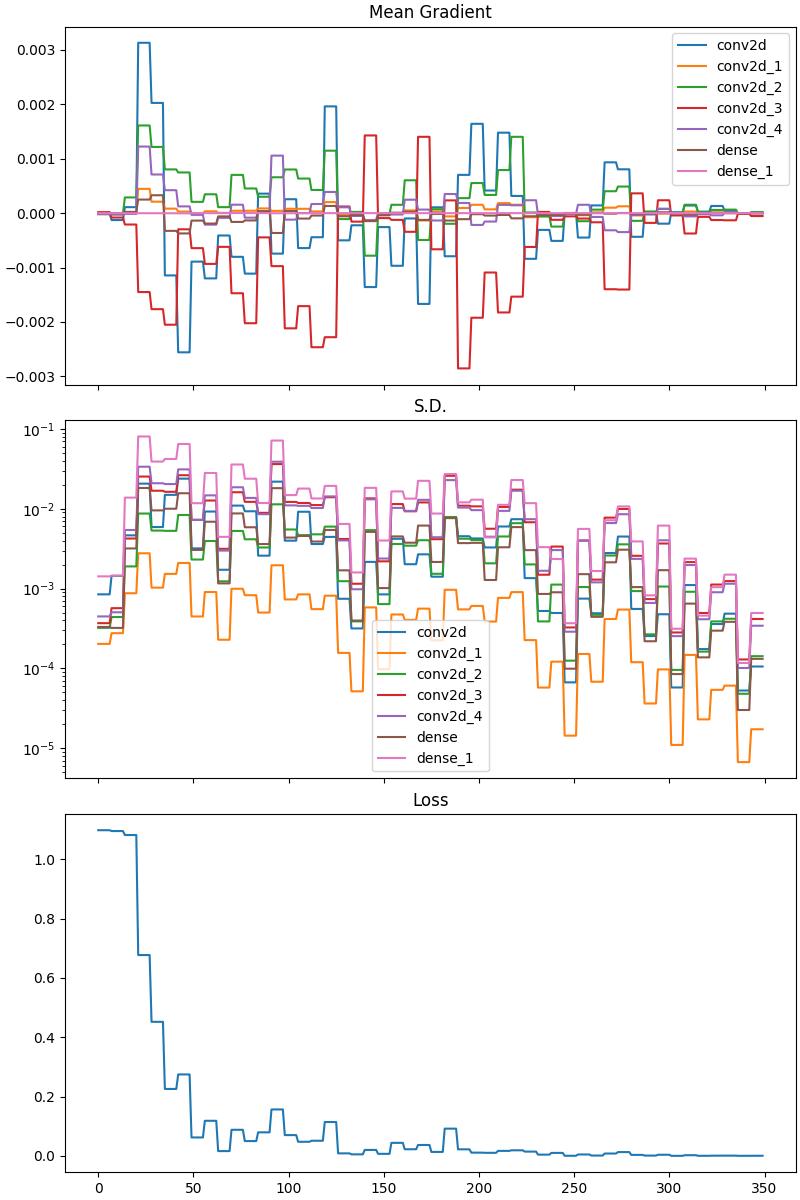 Mean Gradient
0.003
0.002
0.001
0.000
−0.001
−0.002
−0.003
conv2d
conv2d_1
conv2d_2
conv2d_3
conv2d_4
dense
dense_1
S.D.
10⁻¹
10⁻²
10⁻³
10⁻⁴
10⁻⁵
conv2d
conv2d_1
conv2d_2
conv2d_3
conv2d_4
dense
dense_1
Loss
1.0
0.8
0.6
0.4
0.2
0.0
0 50 100 150 200 250 300 350